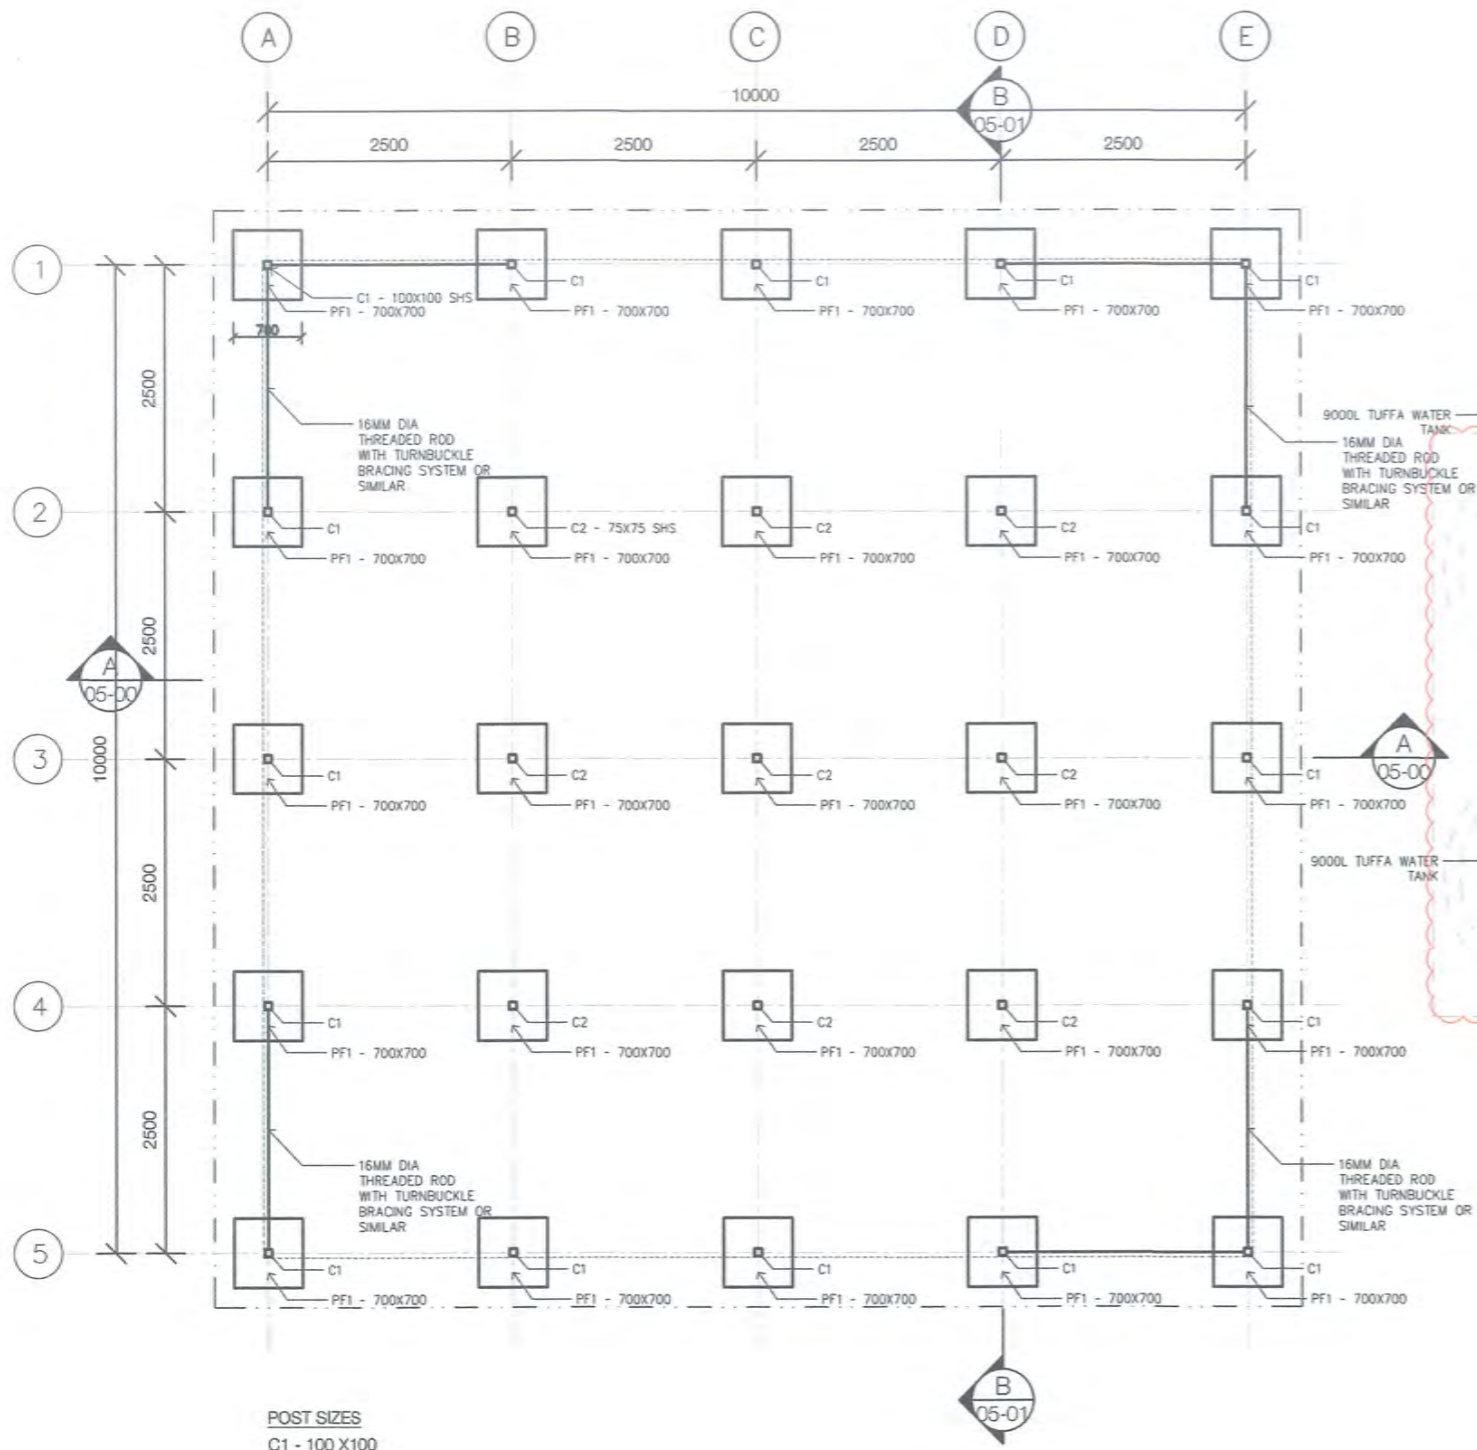 A B C D E
10000
B
05-01
2500 2500 2500 2500
1
C1 - 100X100 SHS
PF1 - 700X700
C1
PF1 - 700X700
C1
PF1 - 700X700
C1
PF1 - 700X700
C1
PF1 - 700X700
700
2500
16MM DIA
THREADED ROD
WITH TURNBUCKLE
BRACING SYSTEM OR
SIMILAR
9000L TUFFA WATER
TANK
16MM DIA
THREADED ROD
WITH TURNBUCKLE
BRACING SYSTEM OR
SIMILAR
2
C1
PF1 - 700X700
C2 - 75X75 SHS
PF1 - 700X700
C2
PF1 - 700X700
C2
PF1 - 700X700
C1
PF1 - 700X700
2500
A
05-00
3
10000
C1
PF1 - 700X700
C2
PF1 - 700X700
C2
PF1 - 700X700
C2
PF1 - 700X700
C1
PF1 - 700X700
A
05-00
2500
9000L TUFFA WATER
TANK
4
C1
PF1 - 700X700
C2
PF1 - 700X700
C2
PF1 - 700X700
C2
PF1 - 700X700
C1
PF1 - 700X700
2500
16MM DIA
THREADED ROD
WITH TURNBUCKLE
BRACING SYSTEM OR
SIMILAR
16MM DIA
THREADED ROD
WITH TURNBUCKLE
BRACING SYSTEM OR
SIMILAR
5
C1
PF1 - 700X700
C1
PF1 - 700X700
C1
PF1 - 700X700
C1
PF1 - 700X700
C1
PF1 - 700X700
B
05-01
POST SIZES
C1 - 100 X100